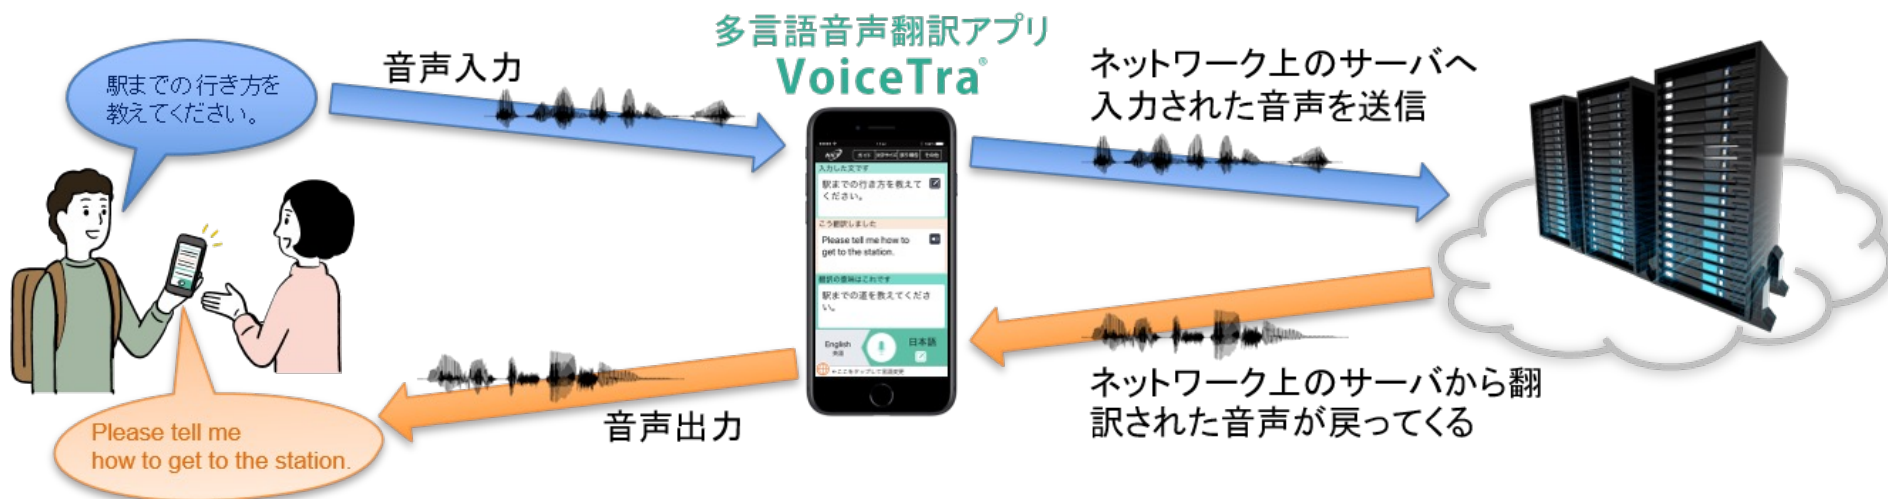 多言語音声翻訳アプリ
VoiceTra®
駅までの行き方を
教えてください。
音声入力
ネットワーク上のサーバへ
入力された音声を送信
入力した文です
駅までの行き方を教えて
ください。
こう翻訳しました
Please tell me how to
get to the station.
翻訳の意味はこれです
駅までの道を教えてくださ
い。
English
英語
日本語
音声出力
ネットワーク上のサーバから翻
訳された音声が戻ってくる
Please tell me
how to get to the station.